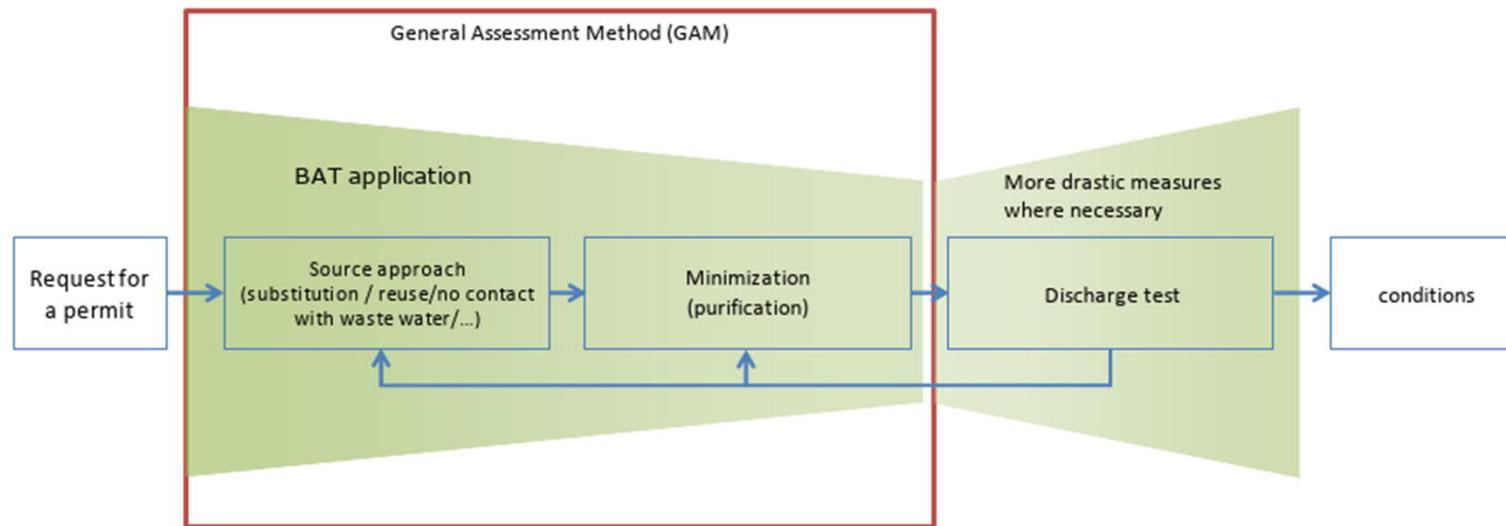 General Assessment Method (GAM)
BAT application
More drastic measures
where necessary
Request for
a permit
Source approach
(substitution / reuse/no contact
with waste water/...)
Minimization
(purification)
Discharge test
conditions